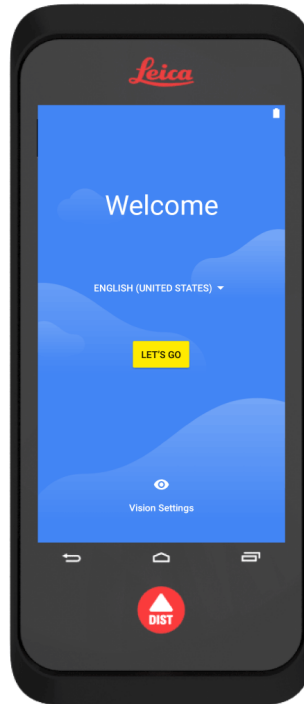 Leica
Welcome
ENGLISH (UNITED STATES)
LET'S GO
Vision Settings
DIST